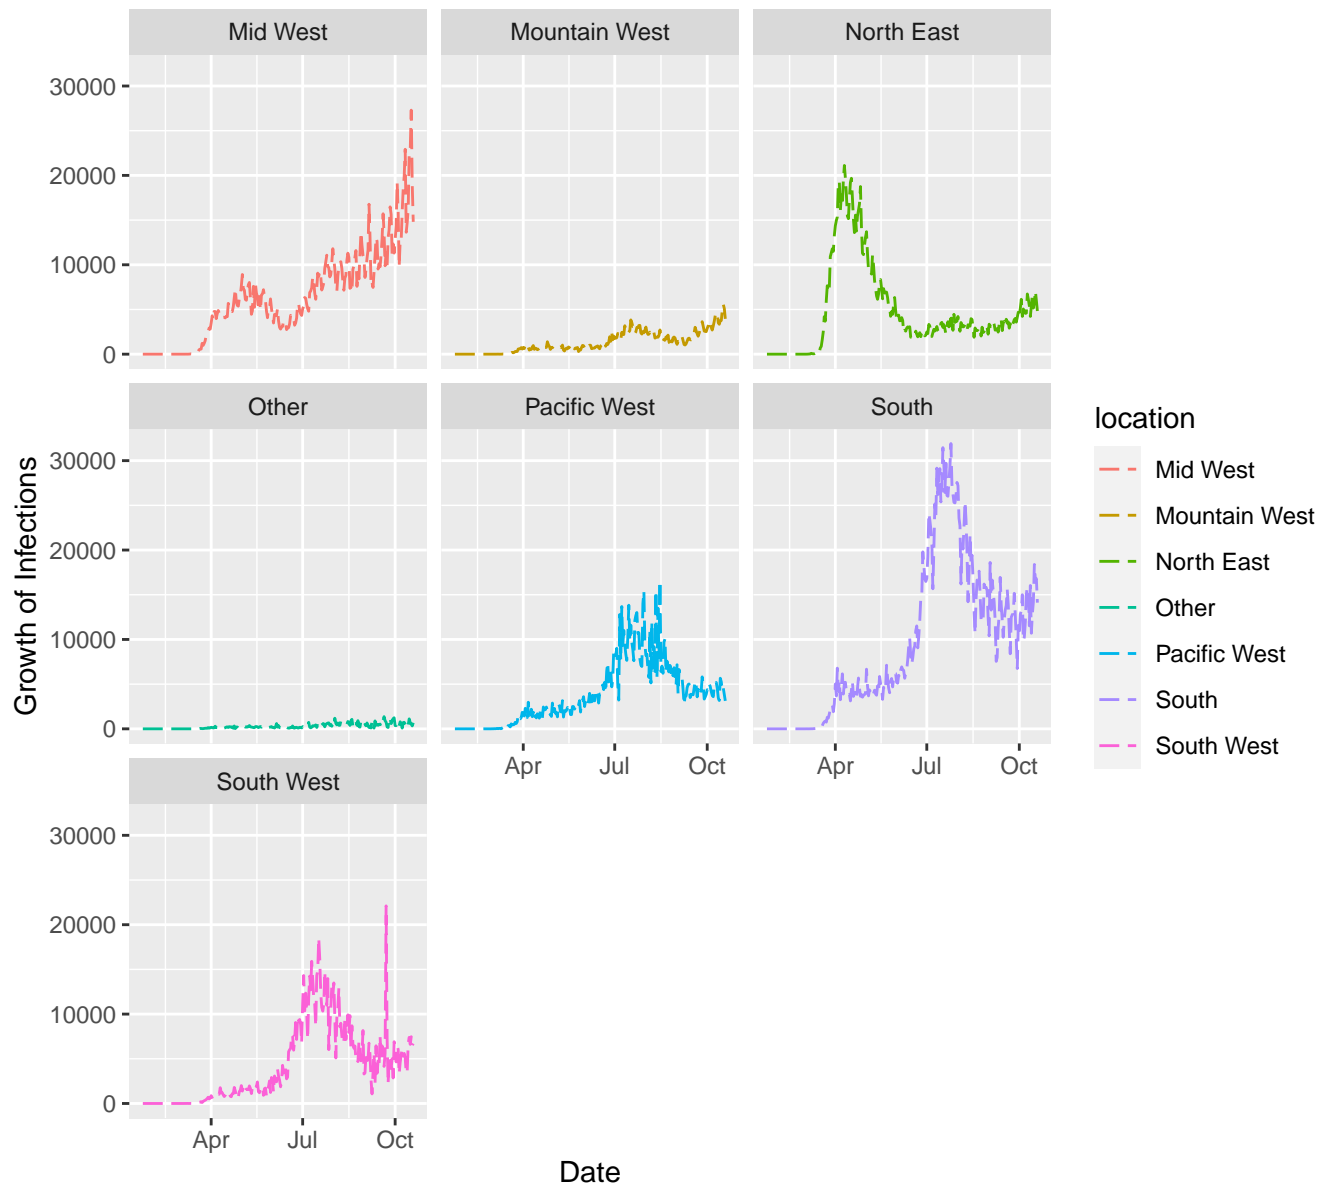 Mid West
Mountain West
North East
30000
20000
10000
0
Other
Pacific West
South
30000
20000
10000
0
Apr
Jul
Oct
Apr
Jul
Oct
South West
30000
20000
10000
0
Apr
Jul
Oct
Date
Growth of Infections
location
Mid West
Mountain West
North East
Other
Pacific West
South
South West